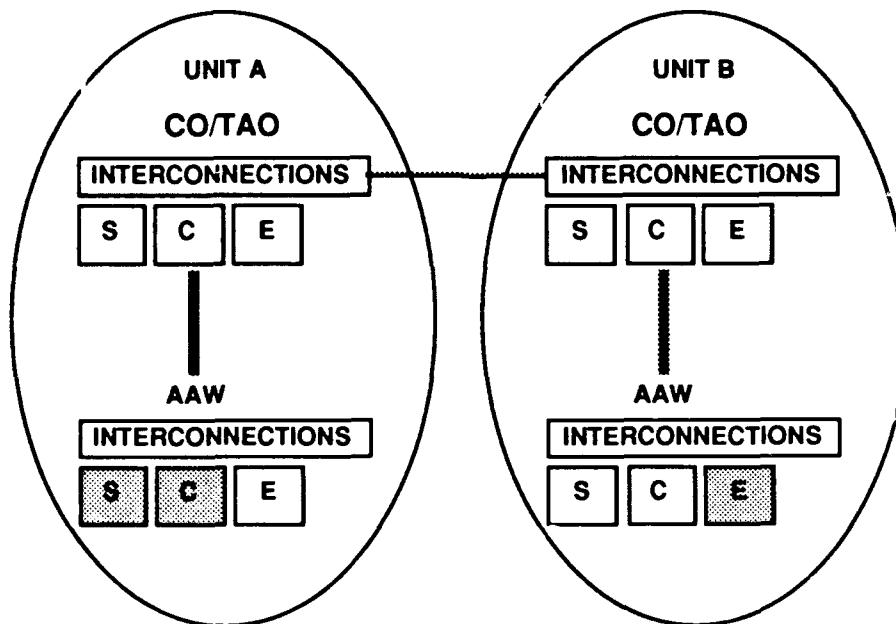 UNIT A
CO/TAO
INTERCONNECTIONS
S C E
AAW
INTERCONNECTIONS
S C E
UNIT B
CO/TAO
INTERCONNECTIONS
S C E
AAW
INTERCONNECTIONS
S C E